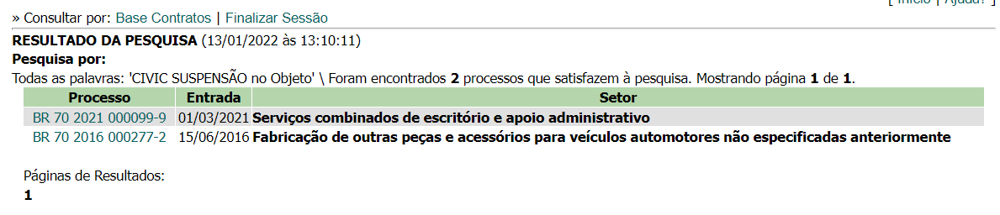 [ Início | Ajuda? ]
» Consultar por: Base Contratos | Finalizar Sessão
RESULTADO DA PESQUISA (13/01/2022 às 13:10:11)
Pesquisa por:
Todas as palavras: 'CIVIC SUSPENSÃO no Objeto' \ Foram encontrados 2 processos que satisfazem à pesquisa. Mostrando página 1 de 1.
Processo Entrada Setor
BR 70 2021 000099-9 01/03/2021 Serviços combinados de escritório e apoio administrativo
BR 70 2016 000277-2 15/06/2016 Fabricação de outras peças e acessórios para veículos automotores não especificadas anteriormente
Páginas de Resultados:
1